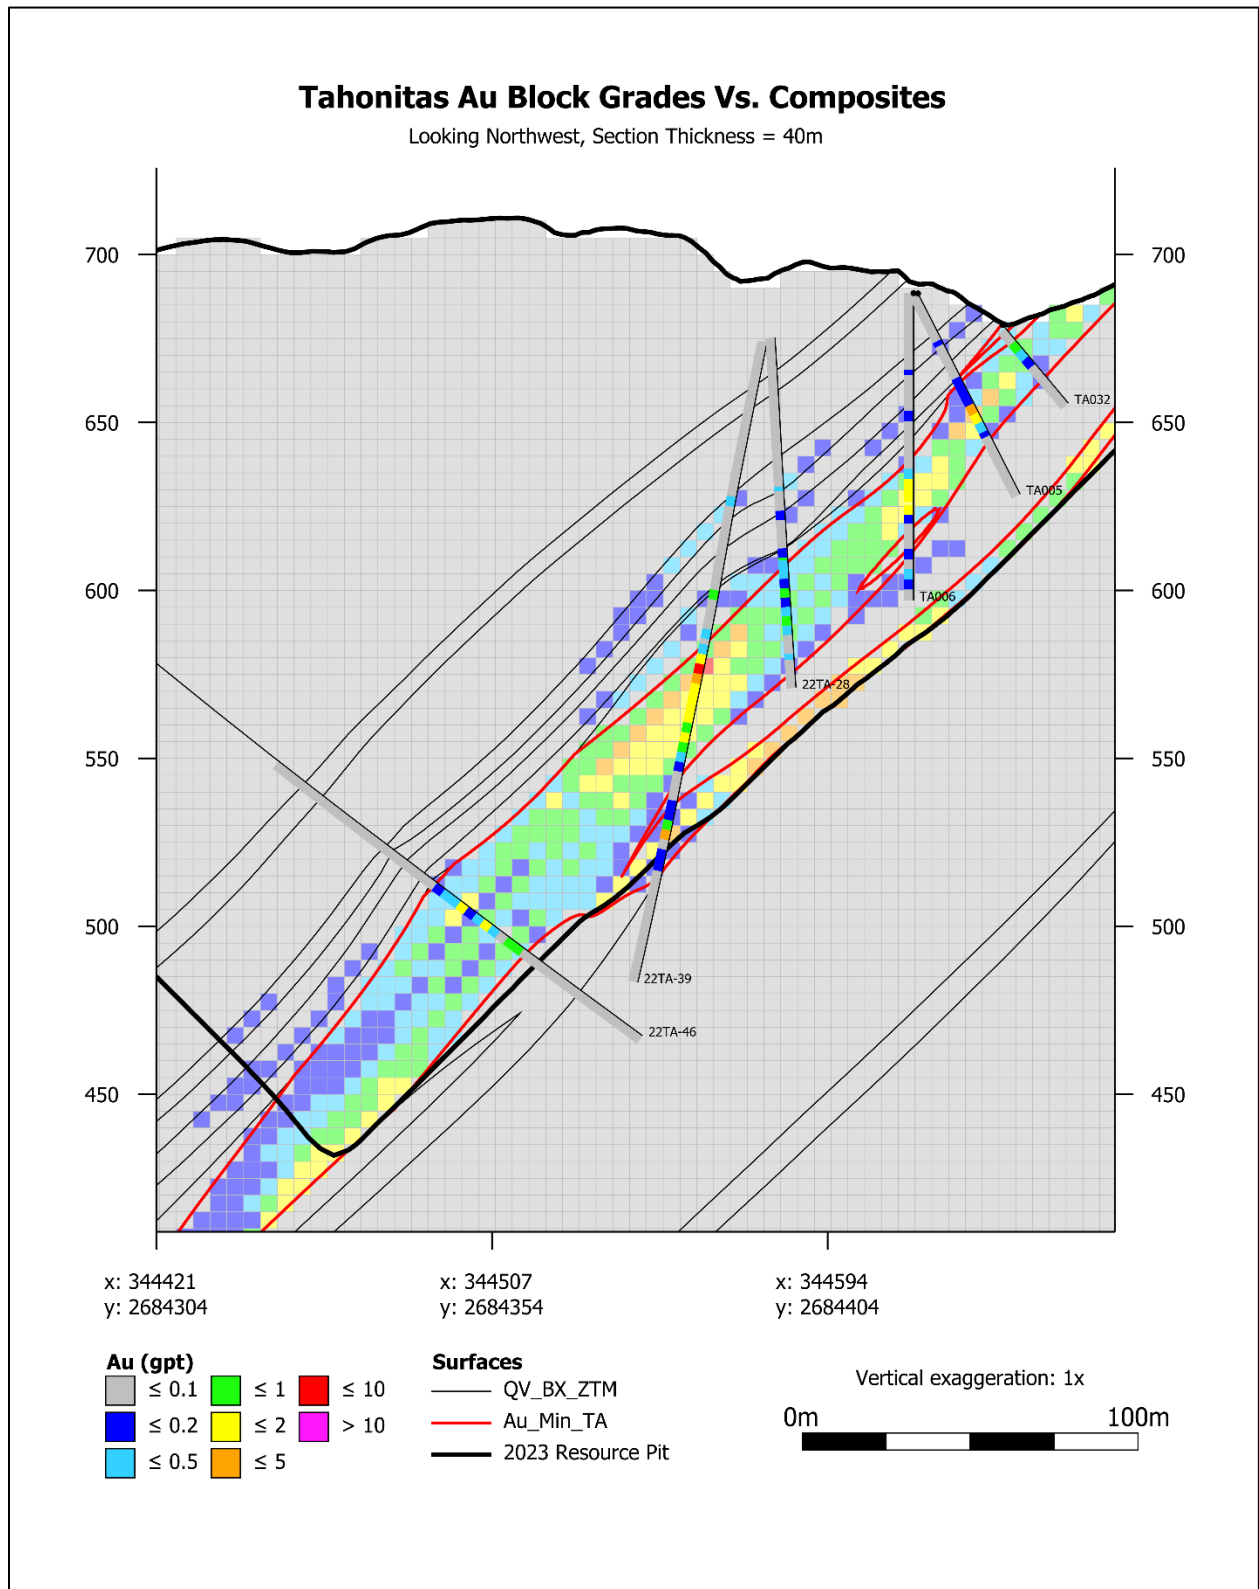 Tahonitas Au Block Grades Vs. Composites
Looking Northwest, Section Thickness = 40m
700 700
650 650
600 600
550 550
500 500
450 450
TA032
TA005
TA006
22TA-28
22TA-39
22TA-46
x: 344421 x: 344507 x: 344594
y: 2684304 y: 2684354 y: 2684404
Au (gpt)
≤ 0.1 ≤ 1 ≤ 10
≤ 0.2 ≤ 2 > 10
≤ 0.5 ≤ 5
Surfaces
QV_BX_ZTM
Au_Min_TA
2023 Resource Pit
Vertical exaggeration: 1x
0m 100m